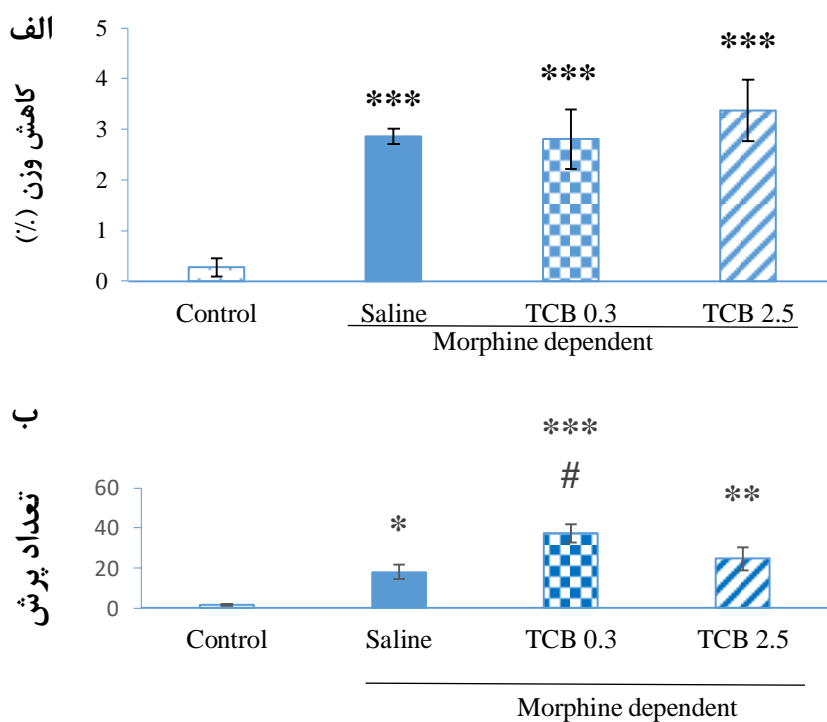 الف
کاهش وزن (٪)
5
4
3
2
1
0
***
***
***
Control
Saline
TCB 0.3
TCB 2.5
Morphine dependent
ب
تعداد پرش
60
40
20
0
*
***
#
**
Control
Saline
TCB 0.3
TCB 2.5
Morphine dependent